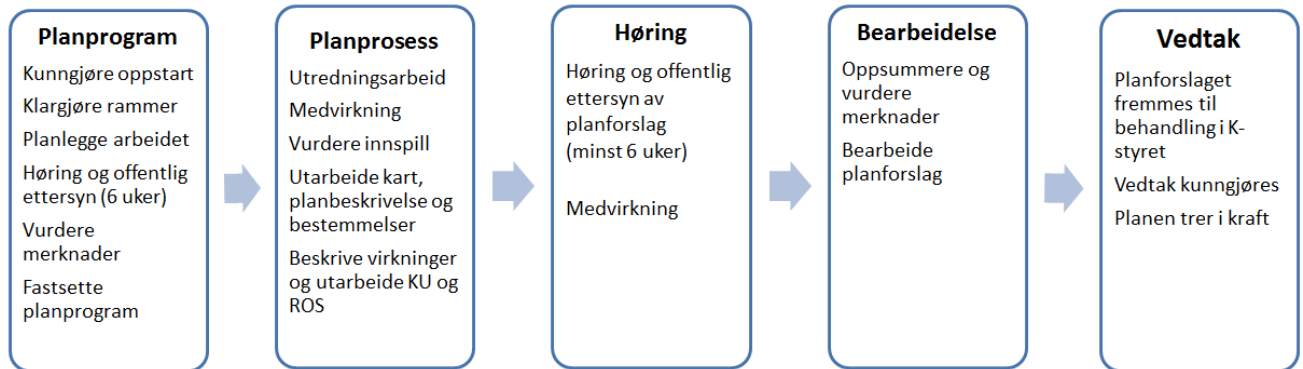 Planprogram
Kunngjøre oppstart
Klargjøre rammer
Planlegge arbeidet
Høring og offentlig
ettersyn (6 uker)
Vurdere
merknader
Fastsette
planprogram
Planprosess
Utredningsarbeid
Medvirkning
Vurdere innspill
Utarbeide kart,
planbeskrivelse og
bestemmelser
Beskrive virkninger
og utarbeide KU og
ROS
Høring
Høring og offentlig
ettersyn av
planforslag
(minst 6 uker)
Medvirkning
Bearbeidelse
Oppsummere og
vurdere
merknader
Bearbeide
planforslag
Vedtak
Planforslaget
fremmes til
behandling i K-
styret
Vedtak kunngjøres
Planen trer i kraft